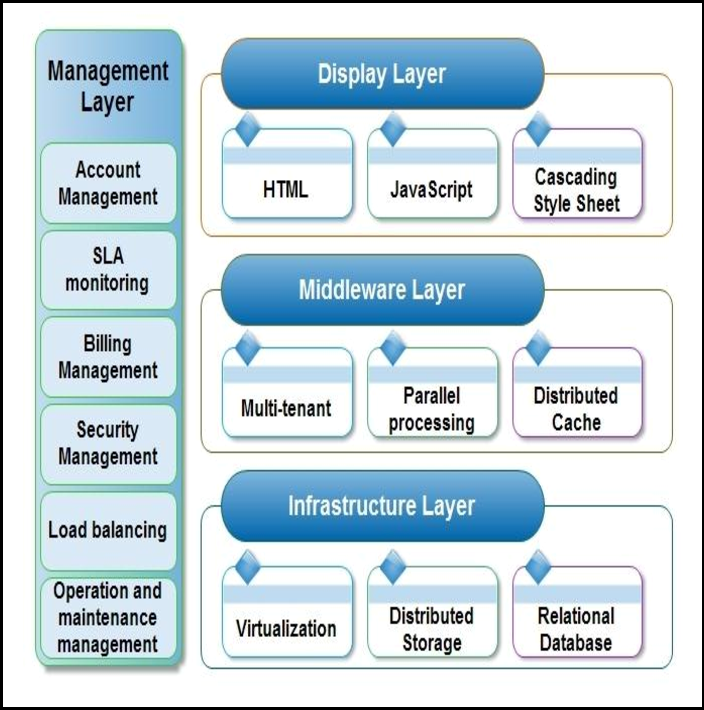 Management
Layer
Account
Management
SLA
monitoring
Billing
Management
Security
Management
Load balancing
Operation and
maintenance
management
Display Layer
HTML
JavaScript
Cascading
Style Sheet
Middleware Layer
Multi-tenant
Parallel
processing
Distributed
Cache
Infrastructure Layer
Virtualization
Distributed
Storage
Relational
Database